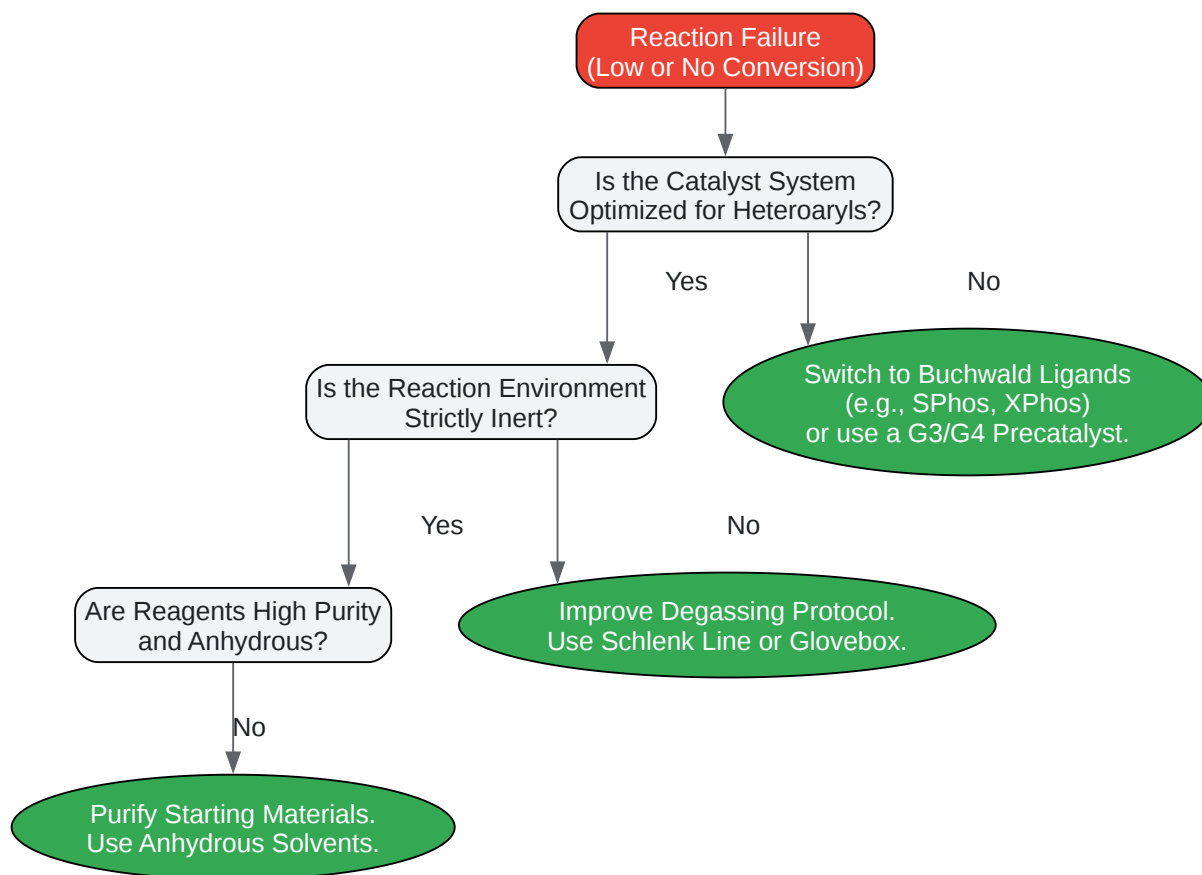 Reaction Failure
(Low or No Conversion)
Is the Catalyst System
Optimized for Heteroaryls?
Yes
No
Is the Reaction Environment
Strictly Inert?
Switch to Buchwald Ligands
(e.g., SPhos, XPhos)
or use a G3/G4 Precatalyst.
Yes
No
Are Reagents High Purity
and Anhydrous?
Improve Degassing Protocol.
Use Schlenk Line or Glovebox.
No
Purify Starting Materials.
Use Anhydrous Solvents.